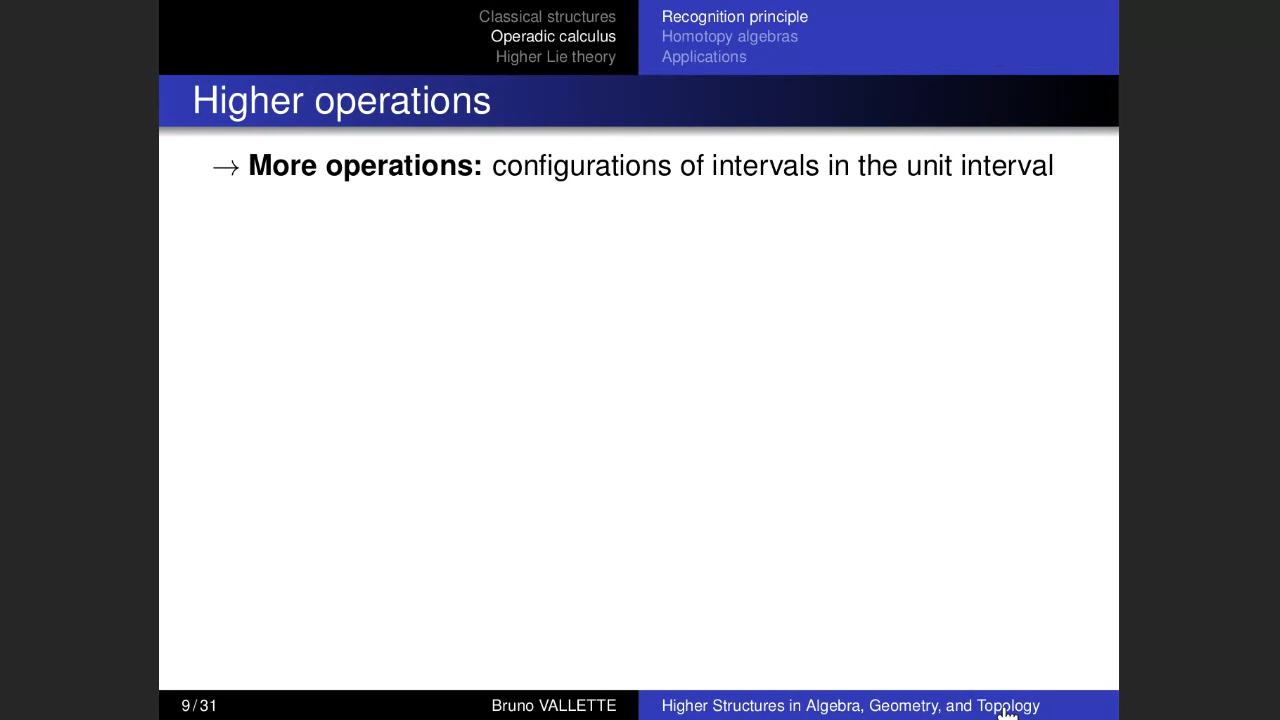 Classical structures
Operadic calculus
Higher Lie theory
Recognition principle
Homotopy algebras
Applications
Higher operations
→ More operations: configurations of intervals in the unit interval
9 / 31
Bruno VALLETTE
Higher Structures in Algebra, Geometry, and Topology